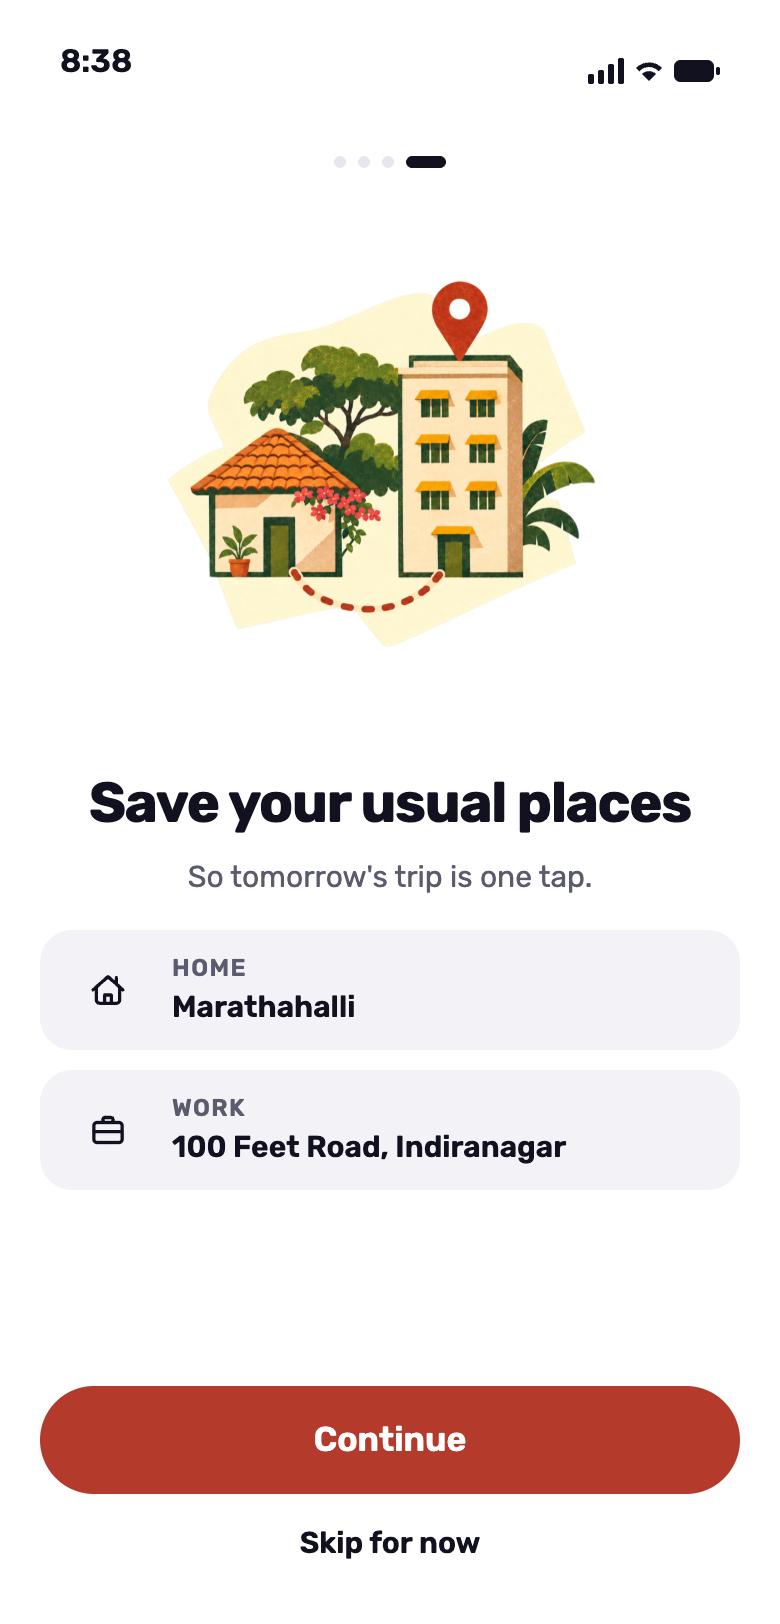 8:38
Save your usual places
So tomorrow's trip is one tap.
HOME
Marathahalli
WORK
100 Feet Road, Indiranagar
Continue
Skip for now